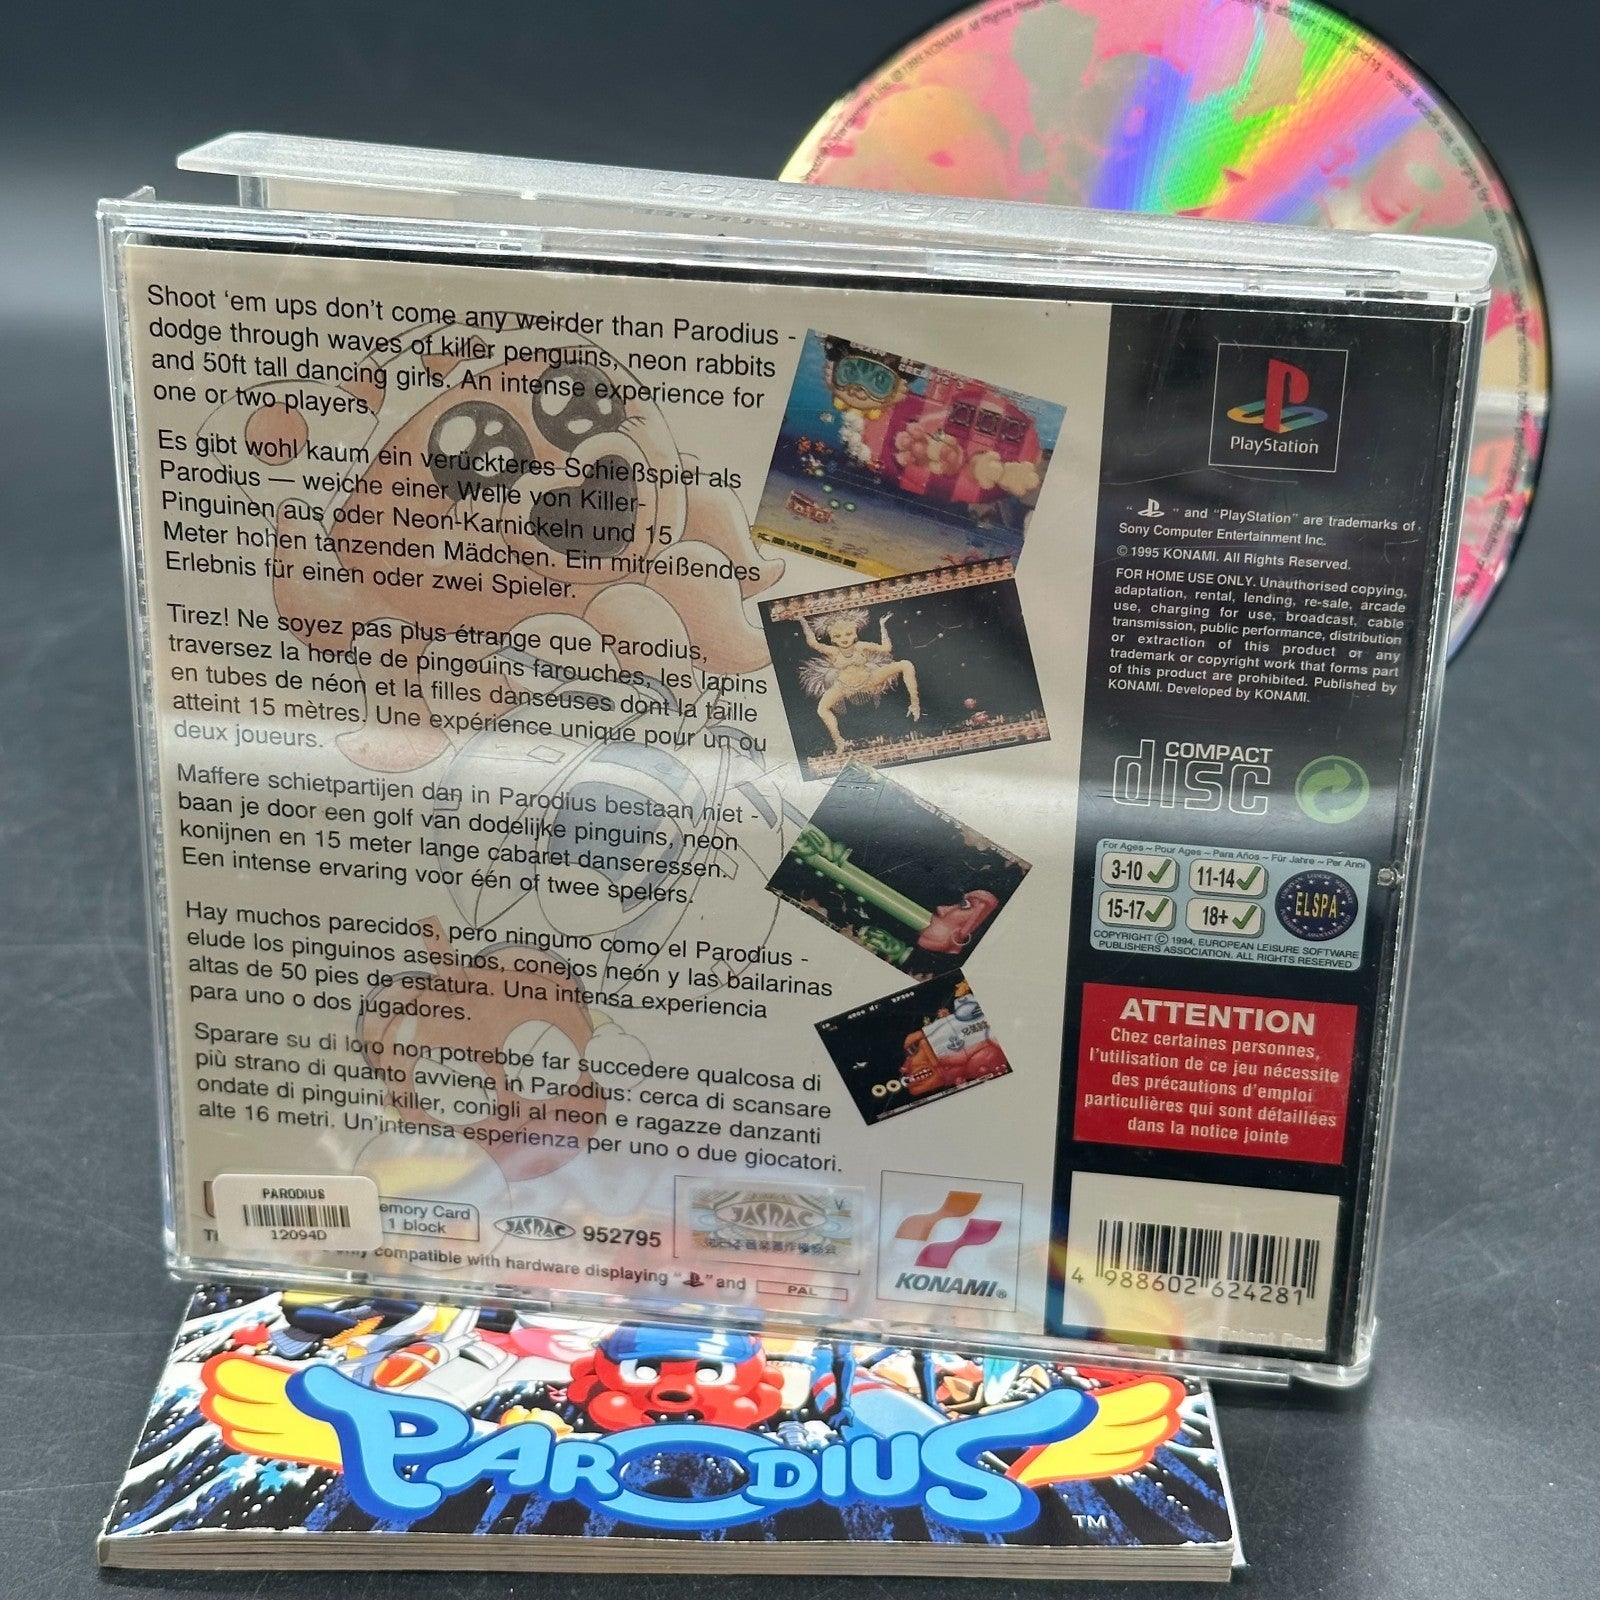 PlayStation
Shoot 'em ups don't come any weirder than Parodius -
dodge through waves of killer penguins, neon rabbits
and 50ft tall dancing girls. An intense experience for
one or two players.
Es gibt wohl kaum ein verückteres Schießspiel als
Parodius — weiche einer Welle von Killer-
Pinguinen aus oder Neon-Karnickeln und 15
Meter hohen tanzenden Mädchen. Ein mitreißendes
Erlebnis für einen oder zwei Spieler.
Tirez! Ne soyez pas plus étrange que Parodius,
traversez la horde de pingouins farouches, les lapins
en tubes de néon et la filles danseuses dont la taille
atteint 15 mètres. Une expérience unique pour un ou
deux joueurs.
Maffere schietpartijen dan in Parodius bestaan niet -
baan je door een golf van dodelijke pinguins, neon
konijnen en 15 meter lange cabaret danseressen.
Een intense ervaring voor één of twee spelers.
Hay muchos parecidos, pero ninguno como el Parodius -
elude los pinguinos asesinos, conejos neón y las bailarinas
altas de 50 pies de estatura. Una intensa experiencia
para uno o dos jugadores.
Sparare su di loro non potrebbe far succedere qualcosa di
più strano di quanto avviene in Parodius: cerca di scansare
ondate di pinguini killer, conigli al neon e ragazze danzanti
alte 16 metri. Un'intensa esperienza per uno o due giocatori.
PARODIUS
12094D
emory Card
1 block
JASRAC 952795
JASRAC
compatible with hardware displaying " " and PAL
KONAMI®
PlayStation
" " and "PlayStation" are trademarks of
Sony Computer Entertainment Inc.
© 1995 KONAMI. All Rights Reserved.
FOR HOME USE ONLY. Unauthorised copying,
adaptation, rental, lending, re-sale, arcade
use, charging for use, broadcast, cable
transmission, public performance, distribution
or extraction of this product or any
trademark or copyright work that forms part
of this product are prohibited. Published by
KONAMI. Developed by KONAMI.
COMPACT
disc
For Ages ~ Pour Ages ~ Para Años ~ Für Jahre ~ Per Anni
3-10 11-14
15-17 18+
ELSPA
COPYRIGHT © 1994, EUROPEAN LEISURE SOFTWARE
PUBLISHERS ASSOCIATION. ALL RIGHTS RESERVED
ATTENTION
Chez certaines personnes,
l'utilisation de ce jeu nécessite
des précautions d'emploi
particulières qui sont détaillées
dans la notice jointe
4 988602 624281
PARODIUS
TM